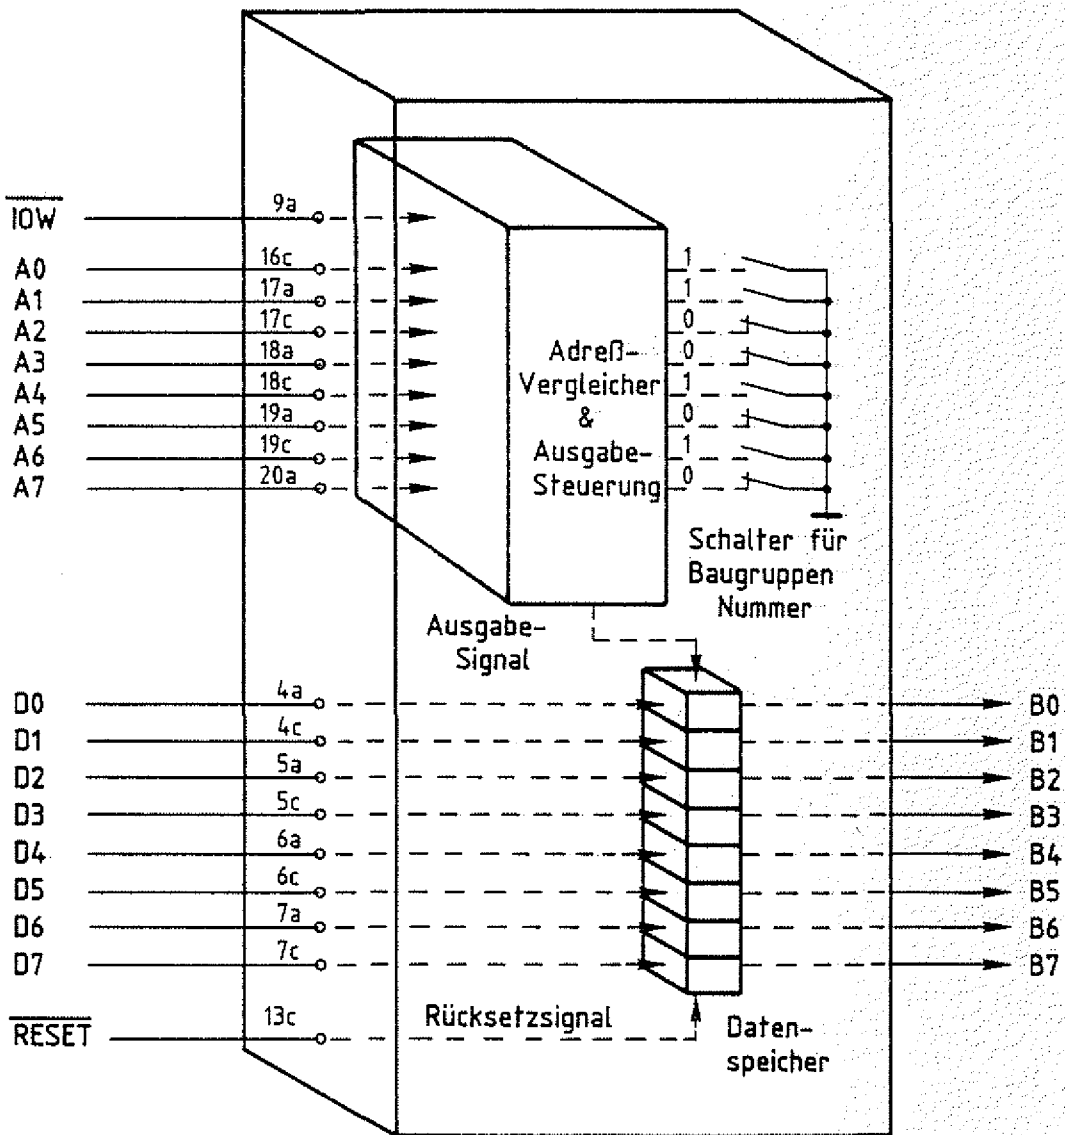 IOW 9a
A0 16c 1
A1 17a 1
A2 17c 0
A3 18a 0
A4 18c 1
A5 19a 0
A6 19c 1
A7 20a 0
Adreß-
Vergleicher
&
Ausgabe-
Steuerung
Schalter für
Baugruppen
Nummer
Ausgabe-
Signal
D0 4a B0
D1 4c B1
D2 5a B2
D3 5c B3
D4 6a B4
D5 6c B5
D6 7a B6
D7 7c B7
RESET 13c Rücksetzsignal
Daten-
speicher